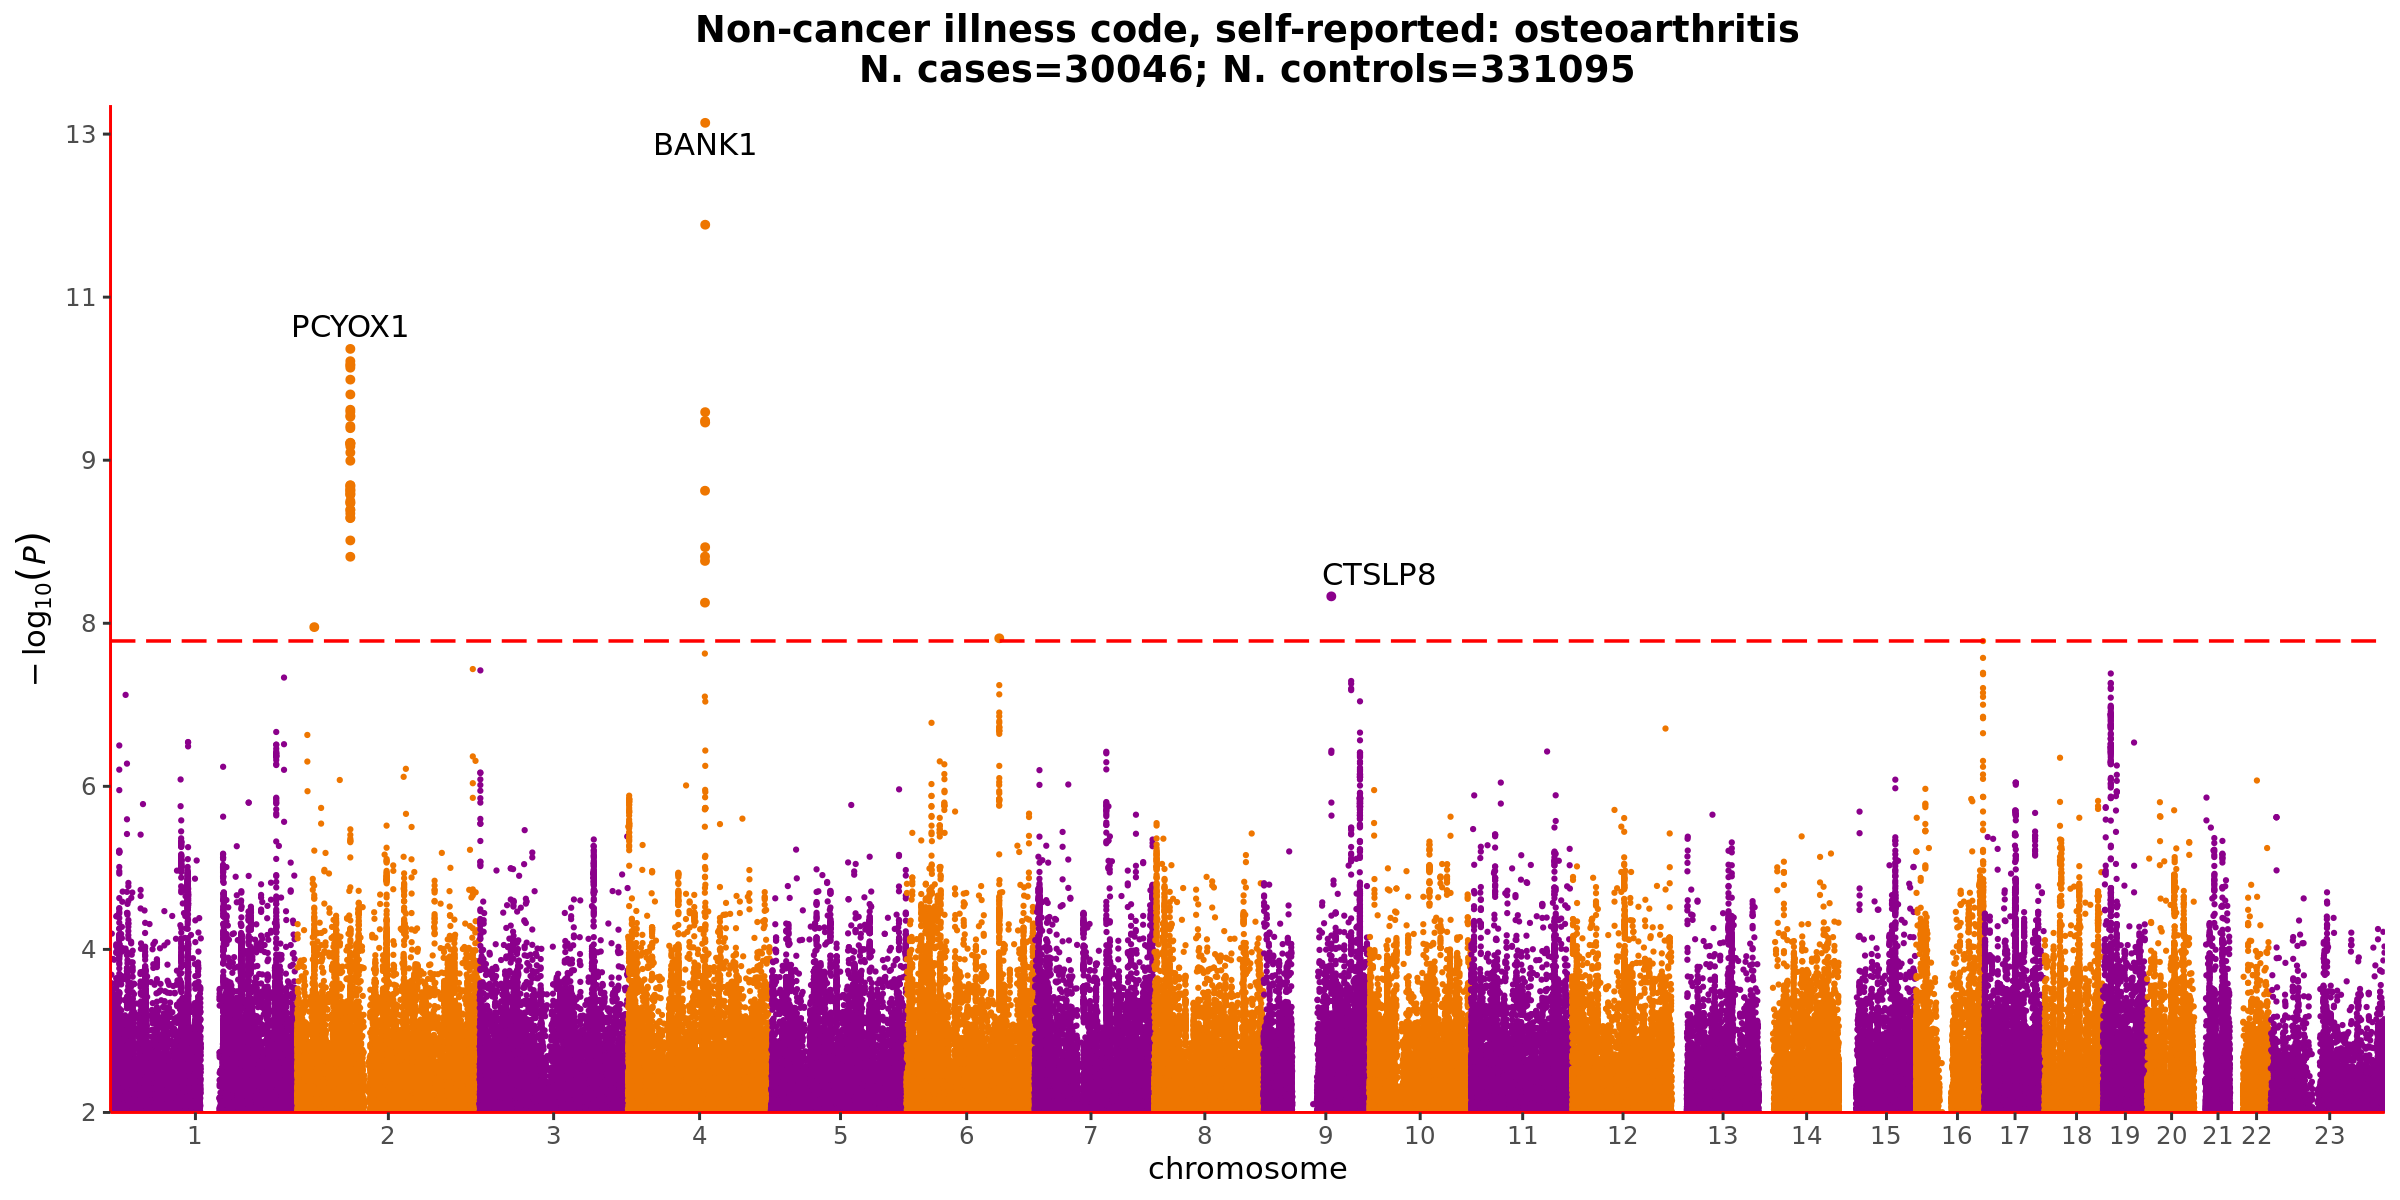 Non-cancer illness code, self-reported: osteoarthritis
N. cases=30046; N. controls=331095
13
BANK1
11
PCYOX1
9
CTSLP8
8
6
4
2
−log10(P)
1 2 3 4 5 6 7 8 9 10 11 12 13 14 15 16 17 18 19 20 21 22 23
chromosome